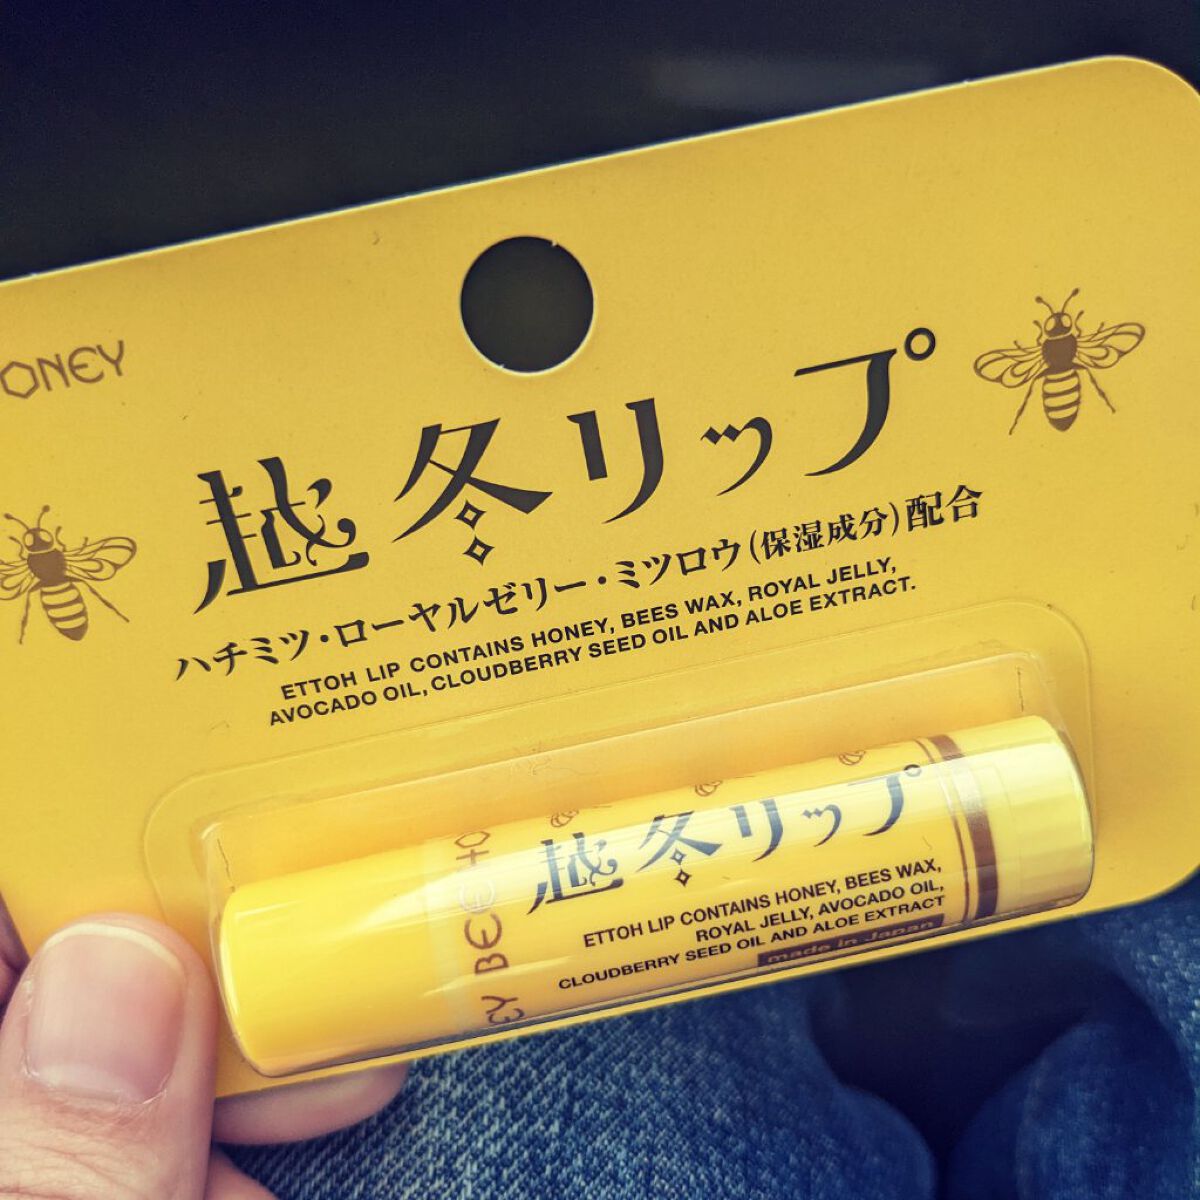 ONEY
越冬リップ
ハチミツ・ローヤルゼリー・ミツロウ(保湿成分)配合
ETTOH LIP CONTAINS HONEY, BEES WAX, ROYAL JELLY,
AVOCADO OIL, CLOUDBERRY SEED OIL AND ALOE EXTRACT.
EY BEE HO
越冬リップ
ETTOH LIP CONTAINS HONEY, BEES WAX,
ROYAL JELLY, AVOCADO OIL,
CLOUDBERRY SEED OIL AND ALOE EXTRACT
made in Japan